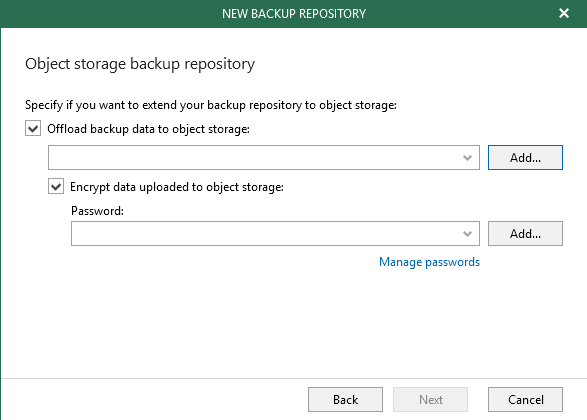 NEW BACKUP REPOSITORY
Object storage backup repository
Specify if you want to extend your backup repository to object storage:
Offload backup data to object storage:
Add...
Encrypt data uploaded to object storage:
Password:
Add...
Manage passwords
Back Next Cancel